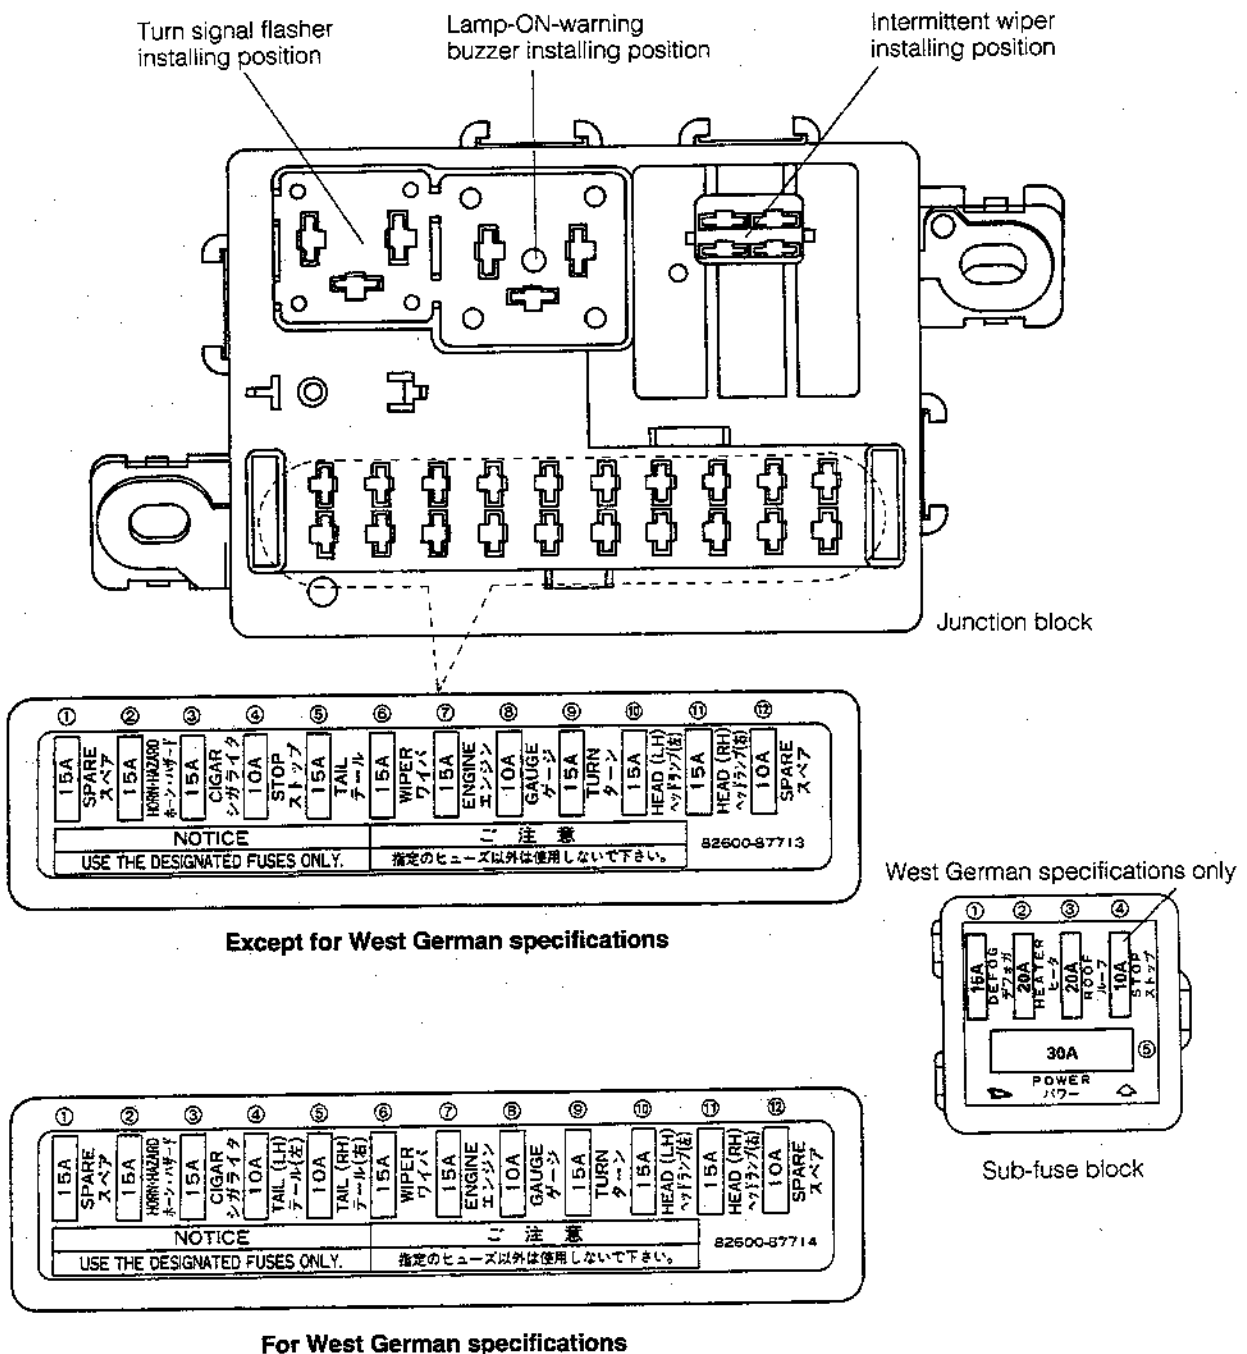 Turn signal flasher
installing position
Lamp-ON-warning
buzzer installing position
Intermittent wiper
installing position
Junction block
① ② ③ ④ ⑤ ⑥ ⑦ ⑧ ⑨ ⑩ ⑪ ⑫
15A SPARE スペア
15A HORN・HAZARD ホーン・ハザード
15A CIGAR シガライタ
10A STOP ストップ
15A TAIL テール
15A WIPER ワイパ
15A ENGINE エンジン
10A GAUGE ゲージ
15A TURN ターン
15A HEAD (LH) ヘッドランプ(左)
15A HEAD (RH) ヘッドランプ(右)
10A SPARE スペア
NOTICE
USE THE DESIGNATED FUSES ONLY.
ご注意
指定のヒューズ以外は使用しないで下さい。
82600-87713
Except for West German specifications
West German specifications only
① ② ③ ④
15A DEFOG デフォガ
20A HEATER ヒータ
20A ROOF ルーフ
10A STOP ストップ
30A ⑤
POWER
パワー
Sub-fuse block
① ② ③ ④ ⑤ ⑥ ⑦ ⑧ ⑨ ⑩ ⑪ ⑫
15A SPARE スペア
15A HORN・HAZARD ホーン・ハザード
15A CIGAR シガライタ
10A TAIL (LH) テール(左)
10A TAIL (RH) テール(右)
15A WIPER ワイパ
15A ENGINE エンジン
10A GAUGE ゲージ
15A TURN ターン
15A HEAD (LH) ヘッドランプ(左)
15A HEAD (RH) ヘッドランプ(右)
10A SPARE スペア
NOTICE
USE THE DESIGNATED FUSES ONLY.
ご注意
指定のヒューズ以外は使用しないで下さい。
82600-87714
For West German specifications